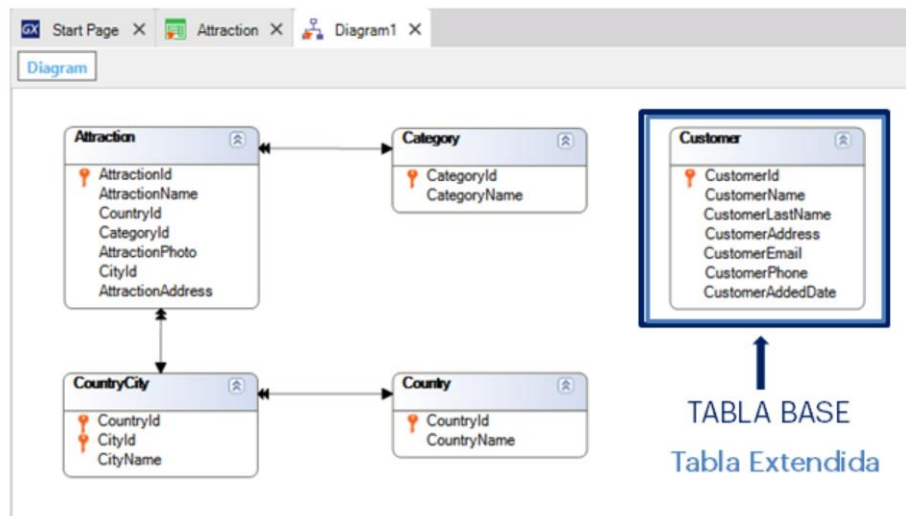 GX Start Page X Attraction X Diagram1 X
Diagram
Attraction
AttractionId
AttractionName
CountryId
CategoryId
AttractionPhoto
CityId
AttractionAddress
Category
CategoryId
CategoryName
Customer
CustomerId
CustomerName
CustomerLastName
CustomerAddress
CustomerEmail
CustomerPhone
CustomerAddedDate
CountryCity
CountryId
CityId
CityName
Country
CountryId
CountryName
TABLA BASE
Tabla Extendida